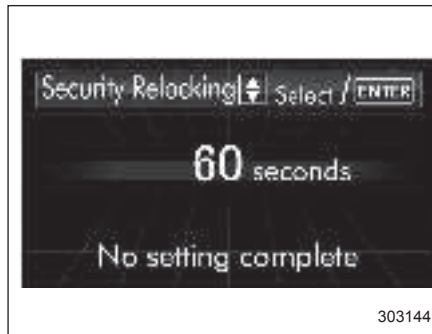 Security Relocking Select / ENTER
60 seconds
No setting complete
303144